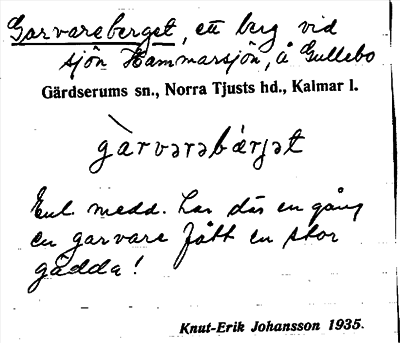 Garvareberget, ett berg vid
sjön Hammarsjön, å Gullebo
Gärdserums sn., Norra Tjusts hd., Kalmar l.
gàrvarəbǽrjət
Enl. medd. har där en gång
en garvare fått en stor
gädda!
Knut-Erik Johansson 1935.